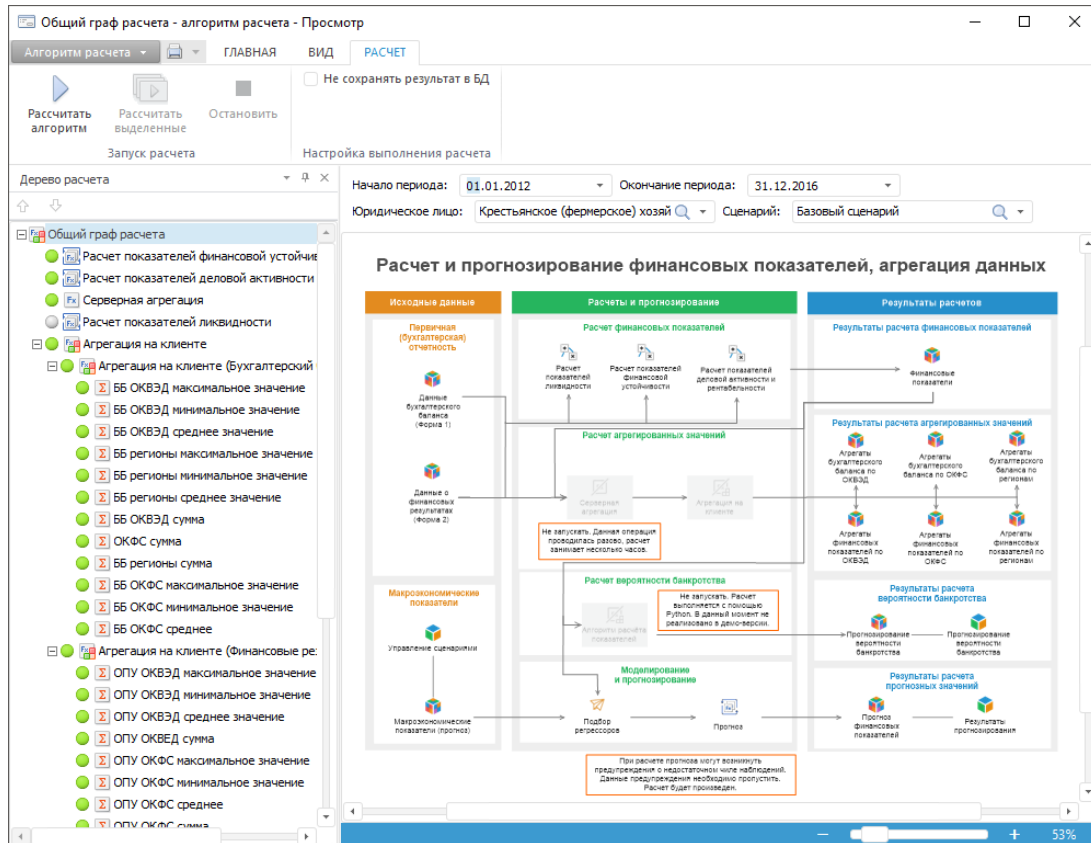 Общий граф расчета - алгоритм расчета - Просмотр
Алгоритм расчета
ГЛАВНАЯ
ВИД
РАСЧЕТ
Рассчитать
алгоритм
Рассчитать
выделенные
Остановить
Запуск расчета
Не сохранять результат в БД
Настройка выполнения расчета
Дерево расчета
Общий граф расчета
Расчет показателей финансовой устойчив
Расчет показателей деловой активности
Серверная агрегация
Расчет показателей ликвидности
Агрегация на клиенте
Агрегация на клиенте (Бухгалтерский
ББ ОКВЭД максимальное значение
ББ ОКВЭД минимальное значение
ББ ОКВЭД среднее значение
ББ регионы максимальное значение
ББ регионы минимальное значение
ББ регионы среднее значение
ББ ОКВЭД сумма
ОКФС сумма
ББ регионы сумма
ББ ОКФС максимальное значение
ББ ОКФС минимальное значение
ББ ОКФС среднее
Агрегация на клиенте (Финансовые рез
ОПУ ОКВЭД максимальное значение
ОПУ ОКВЭД минимальное значение
ОПУ ОКВЭД среднее значение
ОПУ ОКВЕД сумма
ОПУ ОКФС максимальное значение
ОПУ ОКФС минимальное значение
ОПУ ОКФС среднее
ОПУ ОКФС сумма
Начало периода: 01.01.2012 Окончание периода: 31.12.2016
Юридическое лицо: Крестьянское (фермерское) хозяй Сценарий: Базовый сценарий
Расчет и прогнозирование финансовых показателей, агрегация данных
Исходные данные
Первичная
(бухгалтерская)
отчетность
Данные
бухгалтерского
баланса
(Форма 1)
Данные о
финансовых
результатах
(Форма 2)
Макроэкономические
показатели
Управление сценариями
Макроэкономические
показатели (прогноз)
Расчеты и прогнозирование
Расчет финансовых показателей
Расчет
показателей
ликвидности
Расчет показателей
финансовой
устойчивости
Расчет показателей
деловой активности и
рентабельности
Расчет агрегированных значений
Серверная
агрегация
Агрегация на
клиенте
Не запускать. Данная операция
проводилась разово, расчет
занимает несколько часов.
Расчет вероятности банкротства
Алгоритм расчёта
показателей
Не запускать. Расчет
выполняется с помощью
Python. В данный момент не
реализовано в демо-версии.
Моделирование
и прогнозирование
Подбор
регрессоров
Прогноз
При расчете прогноза могут возникнуть
предупреждения о недостаточном числе наблюдений.
Данные предупреждения необходимо пропустить.
Расчет будет произведен.
Результаты расчетов
Результаты расчета финансовых показателей
Финансовые
показатели
Результаты расчета агрегированных значений
Агрегаты
бухгалтерского
баланса по
ОКВЭД
Агрегаты
бухгалтерского
баланса по ОКФС
Агрегаты
бухгалтерского
баланса по
регионам
Агрегаты
финансовых
показателей по
ОКВЭД
Агрегаты
финансовых
показателей по
ОКФС
Агрегаты
финансовых
показателей по
регионам
Результаты расчета
вероятности банкротства
Прогнозирование
вероятности
банкротства
Прогнозирование
вероятности
банкротства
Результаты расчета
прогнозных значений
Прогноз
финансовых
показателей
Результаты
прогнозирования
53%